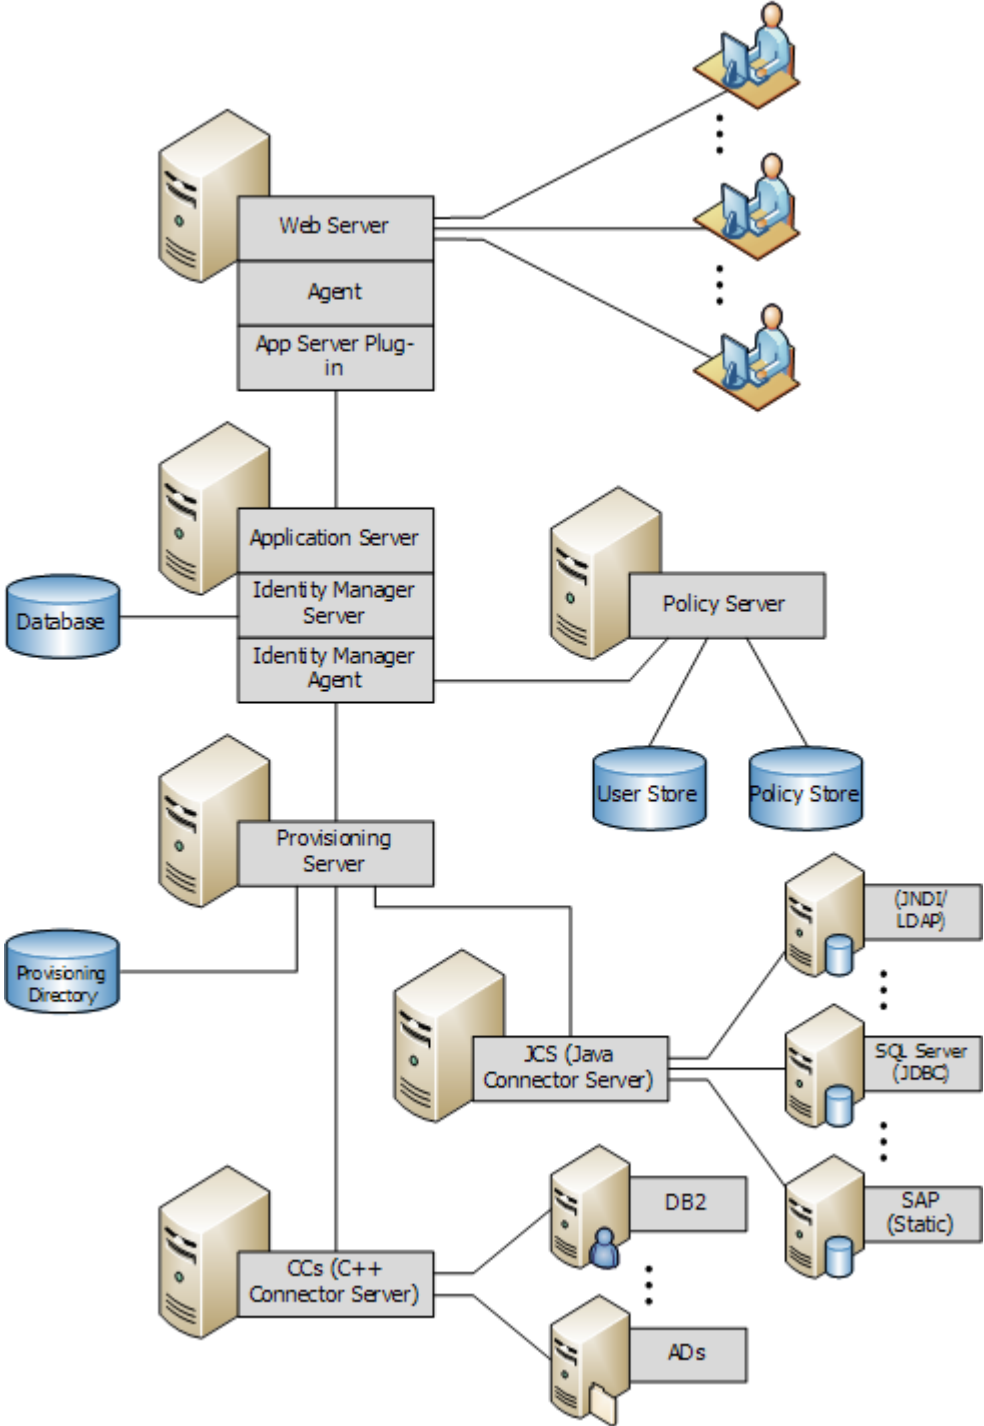 Web Server
Agent
App Server Plug-
in
Application Server
Identity Manager
Server
Identity Manager
Agent
Database
Policy Server
User Store
Policy Store
Provisioning
Server
Provisioning
Directory
(JNDI/
LDAP)
JCS (Java
Connector Server)
SQL Server
(JDBC)
SAP
(Static)
DB2
CCs (C++
Connector Server)
ADs